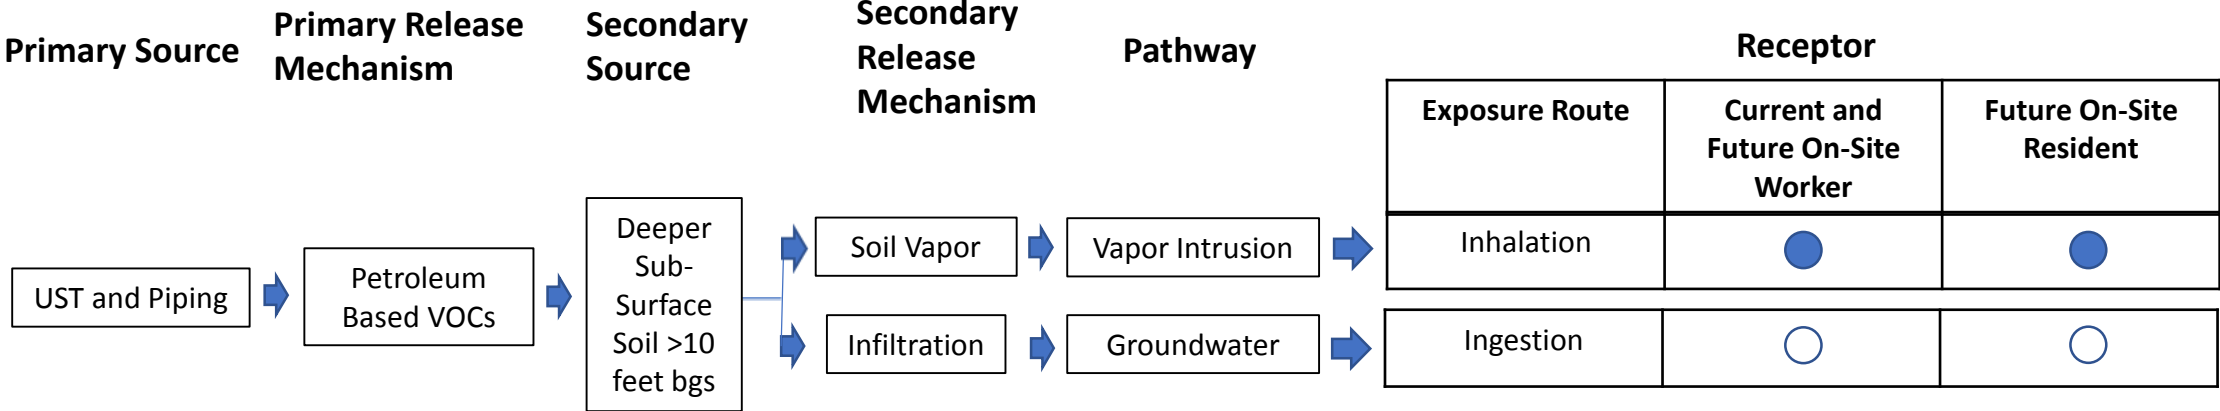 Primary Source
Primary Release
Mechanism
Secondary
Source
Secondary
Release
Mechanism
Pathway
Receptor
Exposure Route
Current and
Future On-Site
Worker
Future On-Site
Resident
UST and Piping
Petroleum
Based VOCs
Deeper
Sub-
Surface
Soil >10
feet bgs
Soil Vapor
Vapor Intrusion
Inhalation
Infiltration
Groundwater
Ingestion